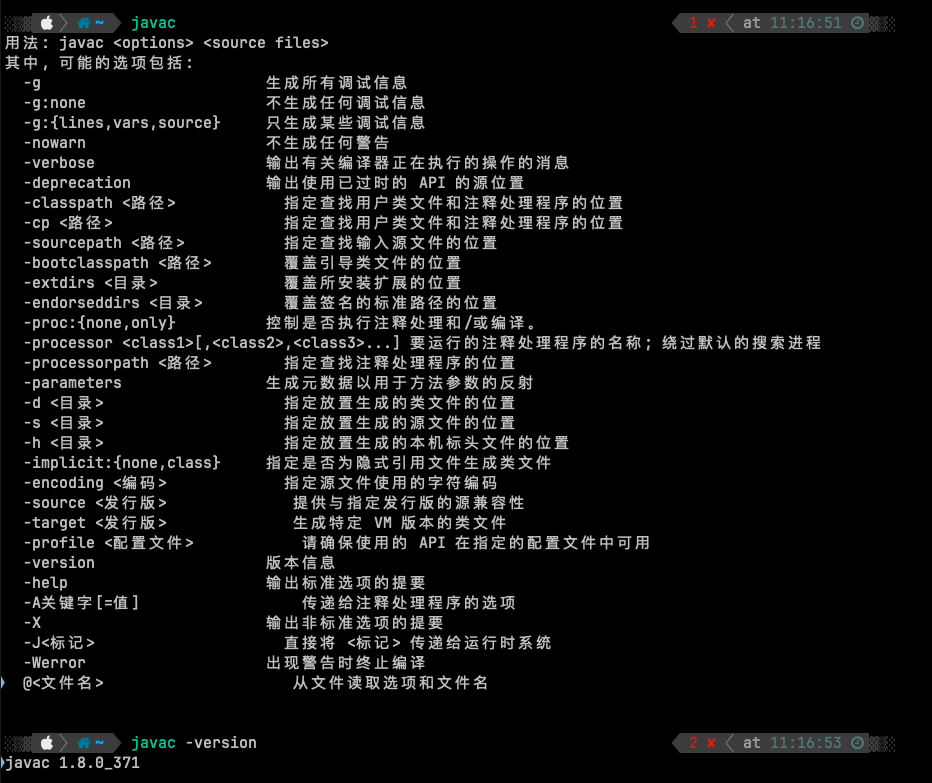 ~ javac 1 ✘ at 11:16:51
用法: javac <options> <source files>
其中, 可能的选项包括:
-g 生成所有调试信息
-g:none 不生成任何调试信息
-g:{lines,vars,source} 只生成某些调试信息
-nowarn 不生成任何警告
-verbose 输出有关编译器正在执行的操作的消息
-deprecation 输出使用已过时的 API 的源位置
-classpath <路径> 指定查找用户类文件和注释处理程序的位置
-cp <路径> 指定查找用户类文件和注释处理程序的位置
-sourcepath <路径> 指定查找输入源文件的位置
-bootclasspath <路径> 覆盖引导类文件的位置
-extdirs <目录> 覆盖所安装扩展的位置
-endorseddirs <目录> 覆盖签名的标准路径的位置
-proc:{none,only} 控制是否执行注释处理和/或编译。
-processor <class1>[,<class2>,<class3>...] 要运行的注释处理程序的名称; 绕过默认的搜索进程
-processorpath <路径> 指定查找注释处理程序的位置
-parameters 生成元数据以用于方法参数的反射
-d <目录> 指定放置生成的类文件的位置
-s <目录> 指定放置生成的源文件的位置
-h <目录> 指定放置生成的本机标头文件的位置
-implicit:{none,class} 指定是否为隐式引用文件生成类文件
-encoding <编码> 指定源文件使用的字符编码
-source <发行版> 提供与指定发行版的源兼容性
-target <发行版> 生成特定 VM 版本的类文件
-profile <配置文件> 请确保使用的 API 在指定的配置文件中可用
-version 版本信息
-help 输出标准选项的提要
-A关键字[=值] 传递给注释处理程序的选项
-X 输出非标准选项的提要
-J<标记> 直接将 <标记> 传递给运行时系统
-Werror 出现警告时终止编译
@<文件名> 从文件读取选项和文件名
~ javac -version 2 ✘ at 11:16:53
javac 1.8.0_371